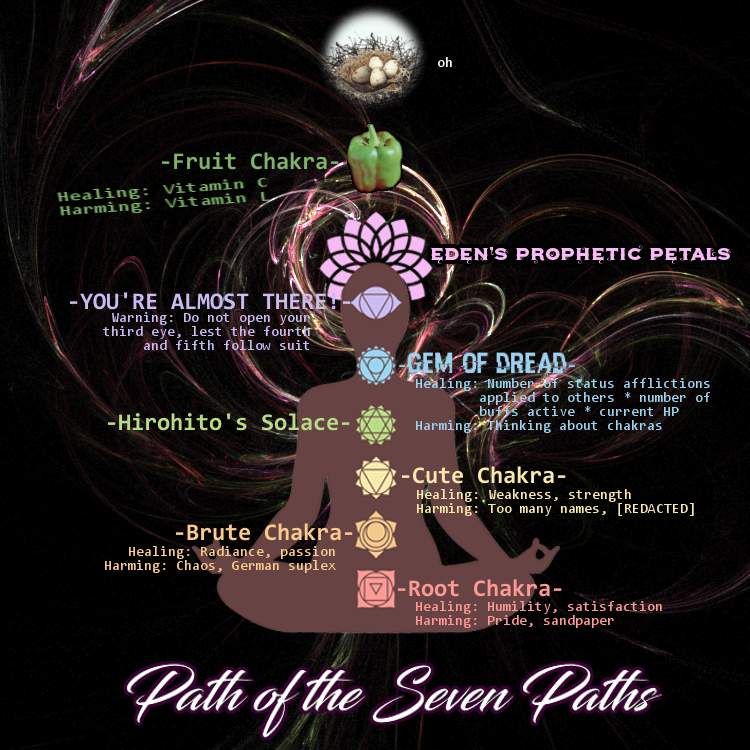 oh
-Fruit Chakra-
Healing: Vitamin C
Harming: Vitamin L
EDEN'S PROPHETIC PETALS
-YOU'RE ALMOST THERE!-
Warning: Do not open your
third eye, lest the fourth
and fifth follow suit
-GEM OF DREAD-
Healing: Number of status afflictions
applied to others * number of
buffs active * current HP
Harming: Thinking about chakras
-Hirohito's Solace-
-Cute Chakra-
Healing: Weakness, strength
Harming: Too many names, [REDACTED]
-Brute Chakra-
Healing: Radiance, passion
Harming: Chaos, German suplex
-Root Chakra-
Healing: Humility, satisfaction
Harming: Pride, sandpaper
Path of the Seven Paths